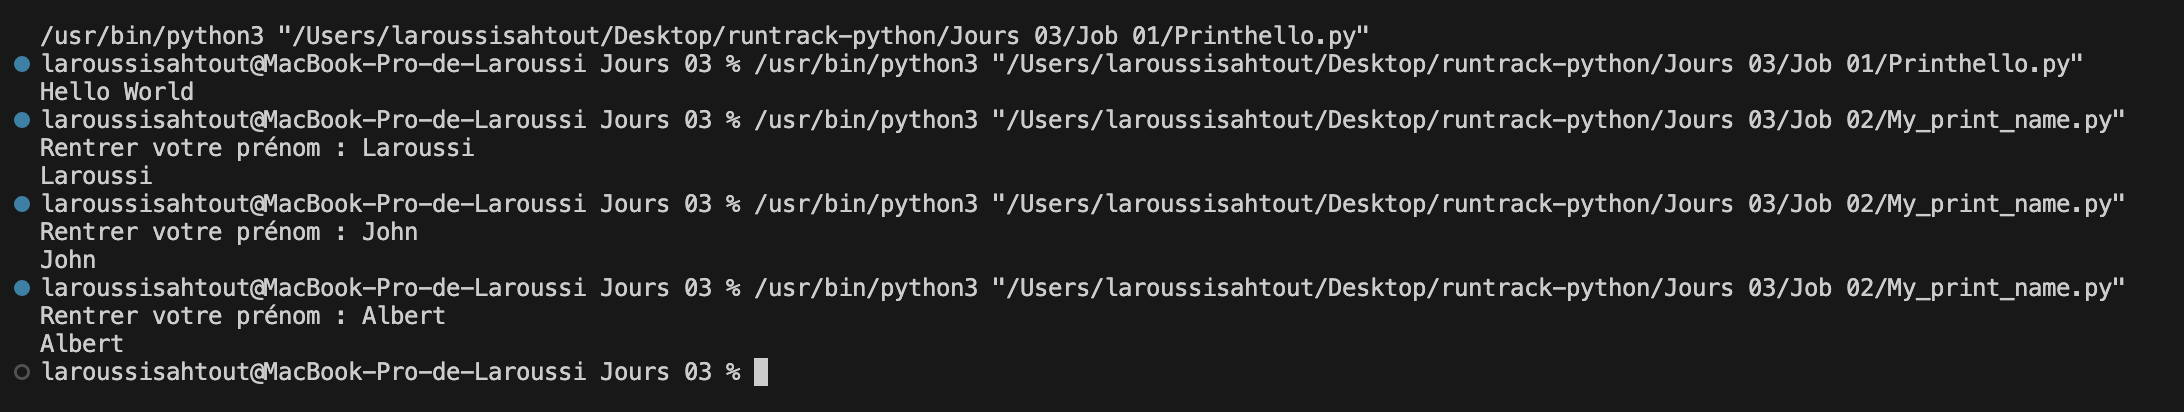 /usr/bin/python3 "/Users/laroussisahtout/Desktop/runtrack-python/Jours 03/Job 01/Printhello.py"
laroussisahtout@MacBook-Pro-de-Laroussi Jours 03 % /usr/bin/python3 "/Users/laroussisahtout/Desktop/runtrack-python/Jours 03/Job 01/Printhello.py"
Hello World
laroussisahtout@MacBook-Pro-de-Laroussi Jours 03 % /usr/bin/python3 "/Users/laroussisahtout/Desktop/runtrack-python/Jours 03/Job 02/My_print_name.py"
Rentrer votre prénom : Laroussi
Laroussi
laroussisahtout@MacBook-Pro-de-Laroussi Jours 03 % /usr/bin/python3 "/Users/laroussisahtout/Desktop/runtrack-python/Jours 03/Job 02/My_print_name.py"
Rentrer votre prénom : John
John
laroussisahtout@MacBook-Pro-de-Laroussi Jours 03 % /usr/bin/python3 "/Users/laroussisahtout/Desktop/runtrack-python/Jours 03/Job 02/My_print_name.py"
Rentrer votre prénom : Albert
Albert
laroussisahtout@MacBook-Pro-de-Laroussi Jours 03 %